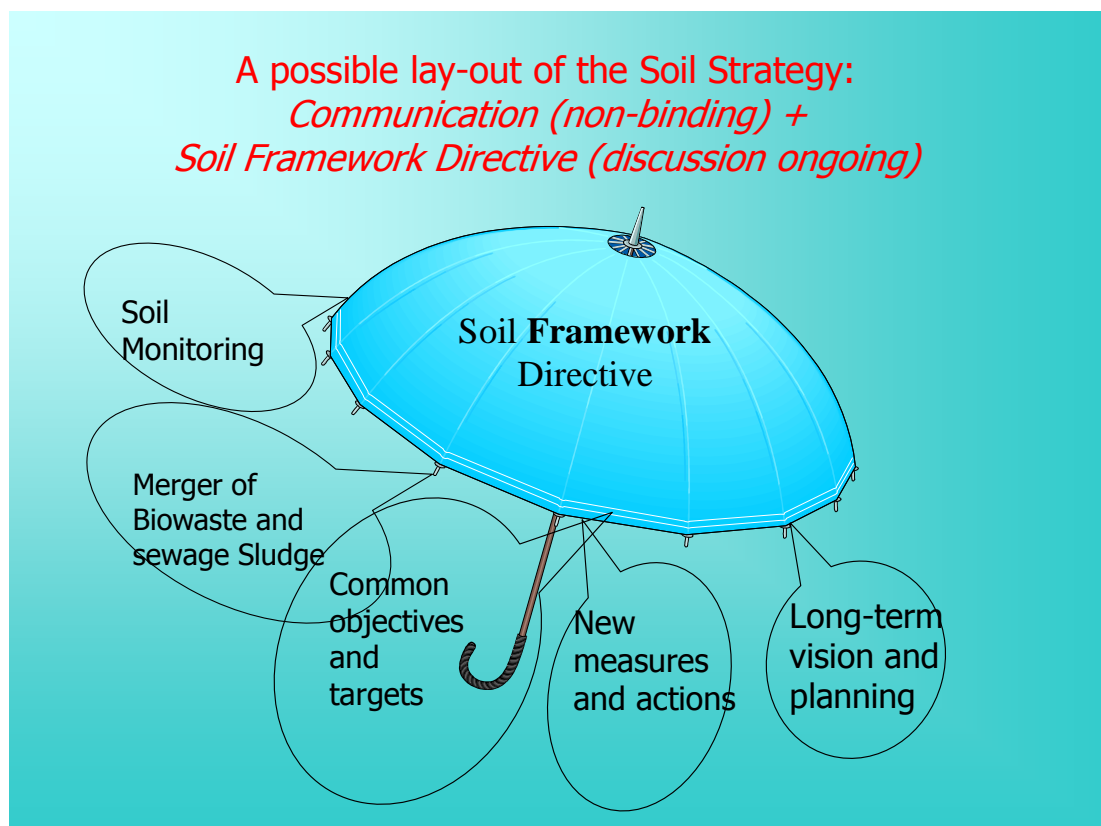 A possible lay-out of the Soil Strategy:
Communication (non-binding) +
Soil Framework Directive (discussion ongoing)
Soil Framework
Directive
Soil
Monitoring
Merger of
Biowaste and
sewage Sludge
Common
objectives
and
targets
New
measures
and actions
Long-term
vision and
planning